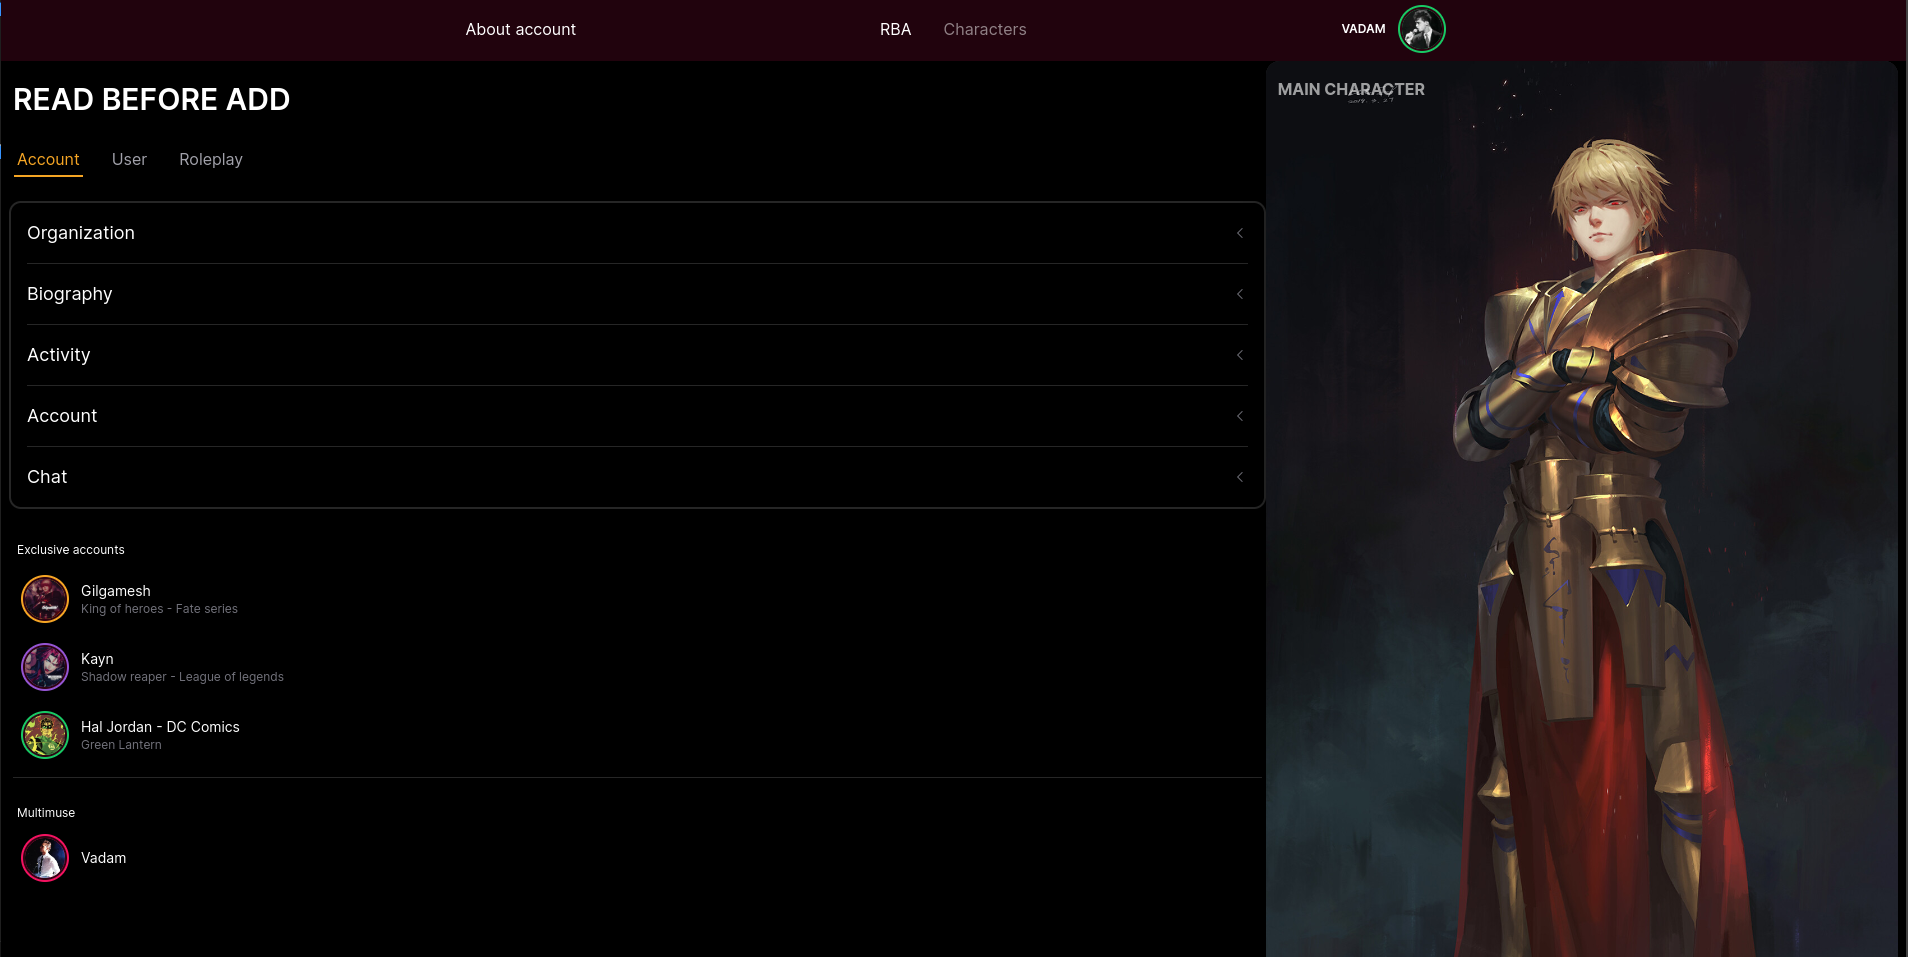 About account
RBA
Characters
VADAM
READ BEFORE ADD
MAIN CHARACTER
Account
User
Roleplay
Organization
Biography
Activity
Account
Chat
Exclusive accounts
Gilgamesh
King of heroes - Fate series
Kayn
Shadow reaper - League of legends
Hal Jordan - DC Comics
Green Lantern
Multimuse
Vadam